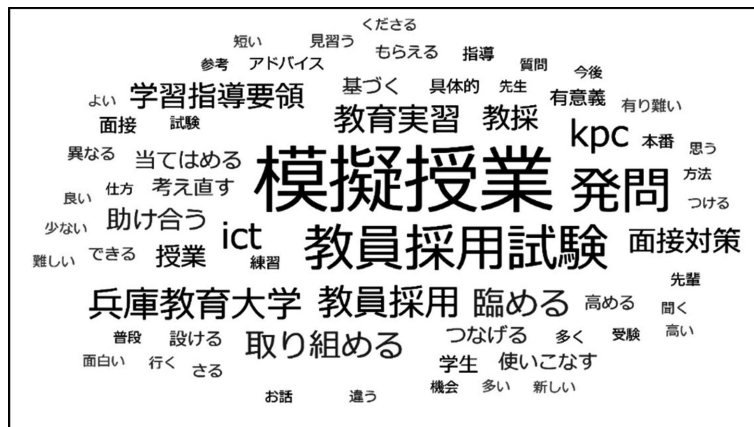 くださる
短い 見習う もらえる 指導
参考 アドバイス 質問 今後
よい 学習指導要領 基づく 具体的 先生 有意義 有り難い
面接 試験 教育実習 教採 kpc 本番 思う
異なる 当てはめる 模擬授業 発問 方法
良い 仕方 考え直す つける
少ない 助け合う ict 教員採用試験 面接対策
難しい できる 授業 練習
兵庫教育大学 教員採用 臨める 高める 先輩 聞く
普段 設ける 取り組める つなげる 多く 受験 高い
面白い 行く さる 学生 使いこなす
お話 違う 機会 多い 新しい